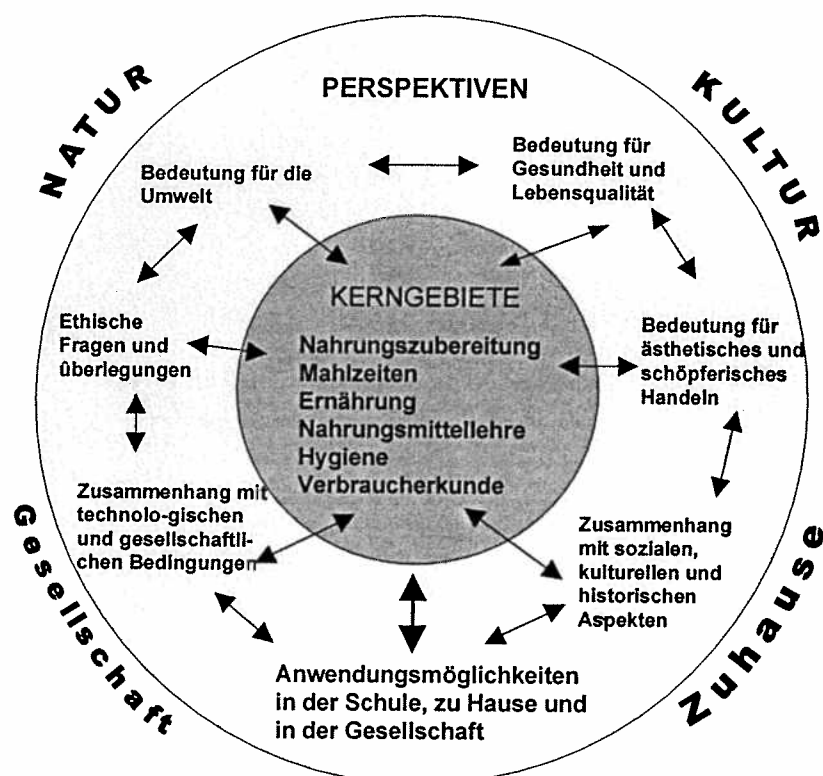 NATUR
KULTUR
PERSPEKTIVEN
Bedeutung für die
Umwelt
Bedeutung für
Gesundheit und
Lebensqualität
Ethische
Fragen und
ûberlegungen
KERNGEBIETE
Nahrungszubereitung
Mahlzeiten
Ernährung
Nahrungsmittellehre
Hygiene
Verbraucherkunde
Bedeutung für
ästhetisches und
schöpferisches
Handeln
Zusammenhang mit
technolo-gischen
und gesellschaftli-
chen Bedingungen
Zusammenhang
mit sozialen,
kulturellen und
historischen
Aspekten
Anwendungsmöglichkeiten
in der Schule, zu Hause und
in der Gesellschaft
Gesellschaft
Zuhause